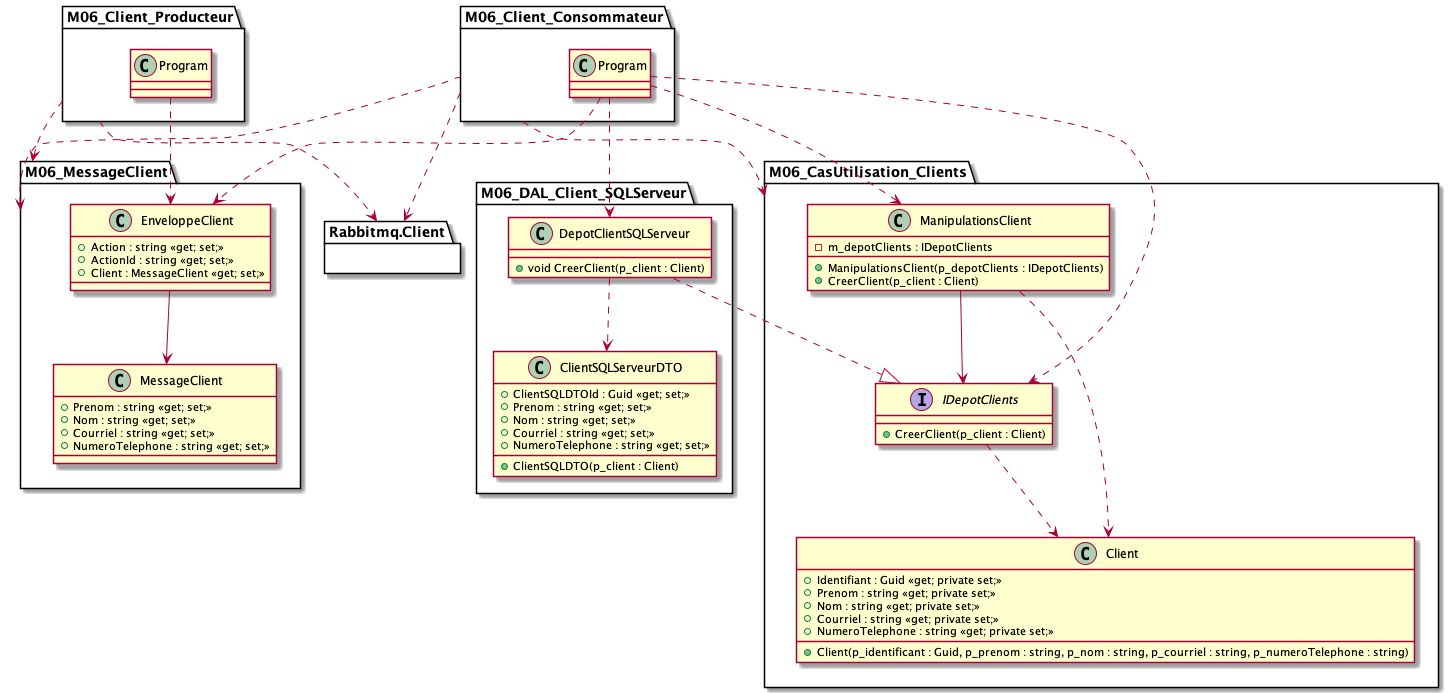 M06_Client_Producteur
C Program
M06_Client_Consommateur
C Program
M06_MessageClient
C EnveloppeClient
Action : string «get; set;»
ActionId : string «get; set;»
Client : MessageClient «get; set;»
C MessageClient
Prenom : string «get; set;»
Nom : string «get; set;»
Courriel : string «get; set;»
NumeroTelephone : string «get; set;»
Rabbitmq.Client
M06_DAL_Client_SQLServeur
C DepotClientSQLServeur
void CreerClient(p_client : Client)
C ClientSQLServeurDTO
ClientSQLDTOId : Guid «get; set;»
Prenom : string «get; set;»
Nom : string «get; set;»
Courriel : string «get; set;»
NumeroTelephone : string «get; set;»
ClientSQLDTO(p_client : Client)
M06_CasUtilisation_Clients
C ManipulationsClient
m_depotClients : IDepotClients
ManipulationsClient(p_depotClients : IDepotClients)
CreerClient(p_client : Client)
I IDepotClients
CreerClient(p_client : Client)
C Client
Identifiant : Guid «get; private set;»
Prenom : string «get; private set;»
Nom : string «get; private set;»
Courriel : string «get; private set;»
NumeroTelephone : string «get; private set;»
Client(p_identificant : Guid, p_prenom : string, p_nom : string, p_courriel : string, p_numeroTelephone : string)